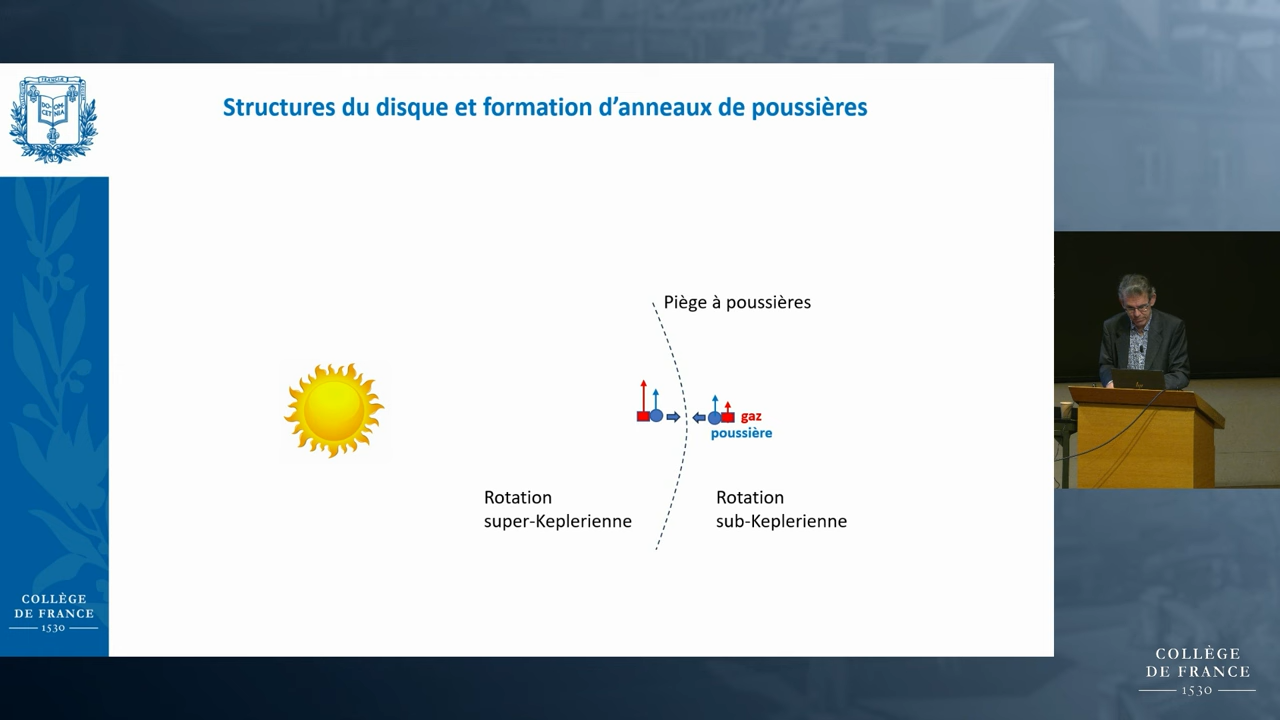 Structures du disque et formation d’anneaux de poussières
Piège à poussières
gaz
poussière
Rotation
super-Keplerienne
Rotation
sub-Keplerienne
COLLÈGE
DE FRANCE
1530
COLLÈGE
DE FRANCE
1530